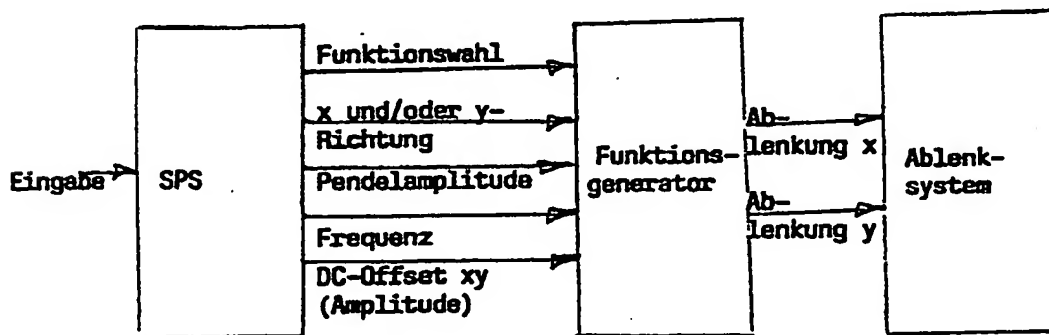 Eingabe
SPS
Funktionswahl
x und/oder y-
Richtung
Pendelamplitude
Frequenz
DC-Offset xy
(Amplitude)
Funktions-
generator
Ab-
lenkung x
Ab-
lenkung y
Ablenk-
system